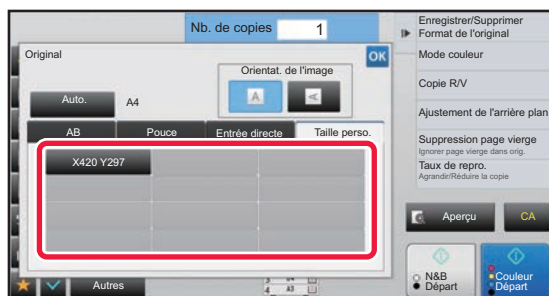 Nb. de copies 1
Enregistrer/Supprimer
Format de l'original
Original
OK
Mode couleur
Orientat. de l'image
Copie R/V
Auto. A4
A A
Ajustement de l'arrière plan
AB Pouce Entrée directe Taille perso.
Suppression page vierge
Ignorer page vierge dans orig.
X420 Y297
Taux de repro.
Agrandir/Réduire la copie
Aperçu CA
N&B
Départ
Couleur
Départ
Autres
4 A3